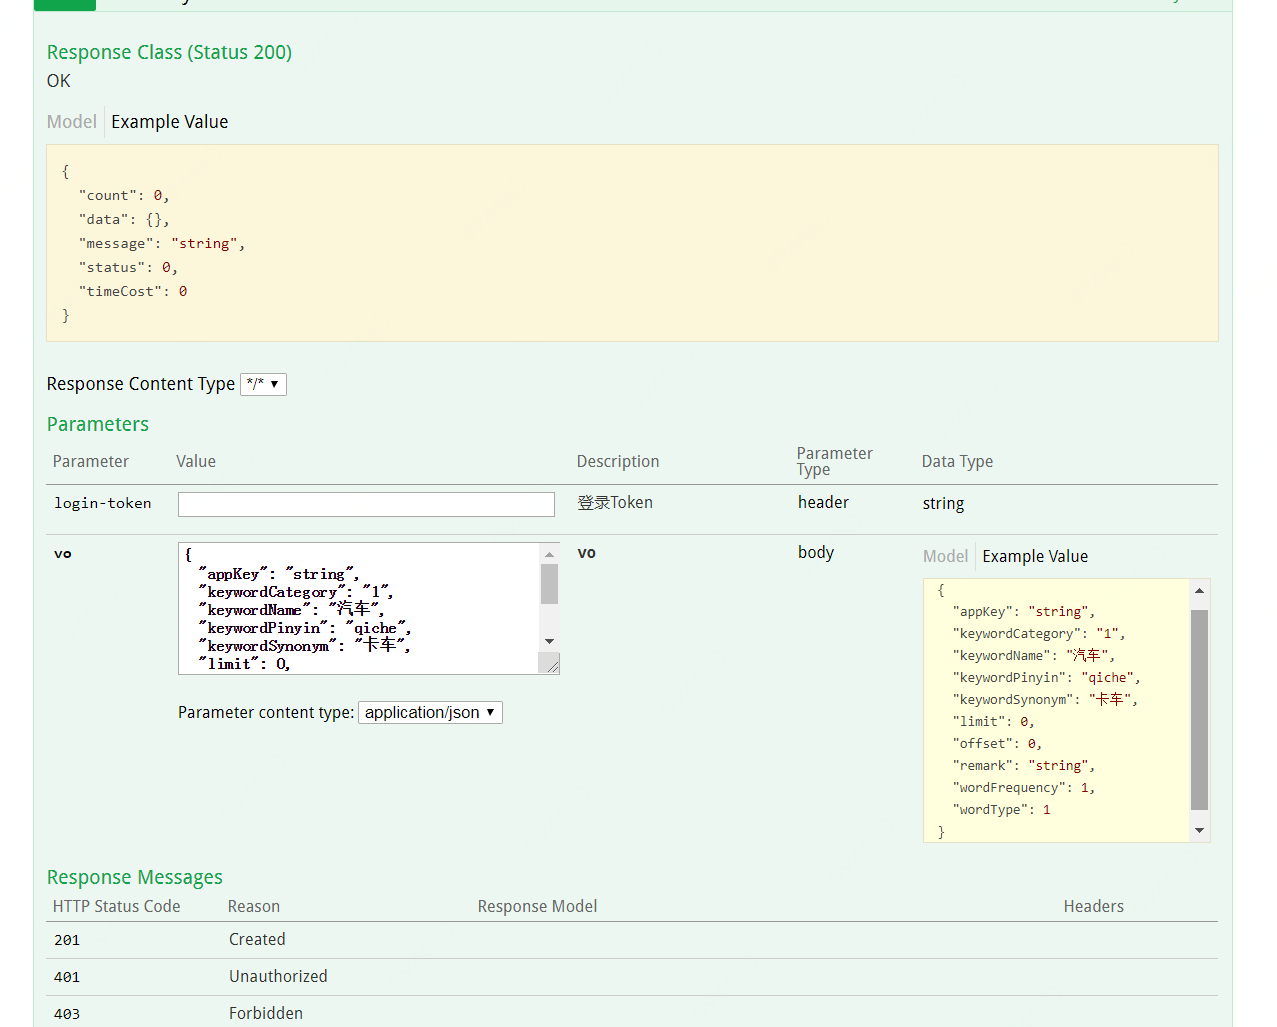 Response Class (Status 200)
OK
Model Example Value
{
"count": 0,
"data": {},
"message": "string",
"status": 0,
"timeCost": 0
}
Response Content Type */*
Parameters
Parameter Value Description Parameter Type Data Type
login-token 登录Token header string
vo vo body Model Example Value
{
"appKey": "string",
"keywordCategory": "1",
"keywordName": "汽车",
"keywordPinyin": "qiche",
"keywordSynonym": "卡车",
"limit": 0,
Parameter content type: application/json
{
"appKey": "string",
"keywordCategory": "1",
"keywordName": "汽车",
"keywordPinyin": "qiche",
"keywordSynonym": "卡车",
"limit": 0,
"offset": 0,
"remark": "string",
"wordFrequency": 1,
"wordType": 1
}
Response Messages
HTTP Status Code Reason Response Model Headers
201 Created
401 Unauthorized
403 Forbidden